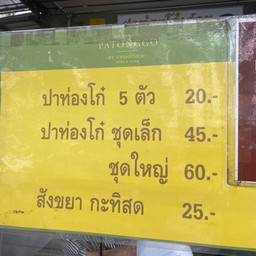 PATONGGO
ปาท่องโก๋ 5 ตัว 20.-
ปาท่องโก๋ ชุดเล็ก 45.-
ชุดใหญ่ 60.-
สังขยา กะทิสด 25.-